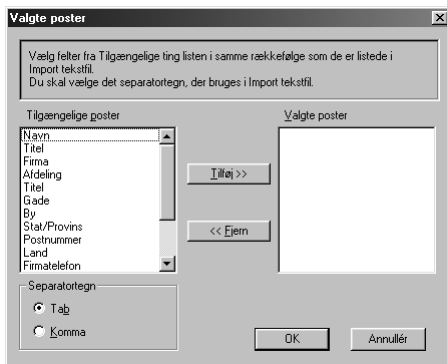 Valgte poster
Vælg felter fra Tilgængelige ting listen i samme rækkefølge som de er listede i
Import tekstfil.
Du skal vælge det separatortegn, der bruges i Import tekstfil.
Tilgængelige poster
Valgte poster
Navn
Titel
Firma
Afdeling
Titel
Gade
By
Stat/Provins
Postnummer
Land
Firmatelefon
Tilføj >>
<< Fjern
Separatortegn
Tab
Komma
OK
Annullér